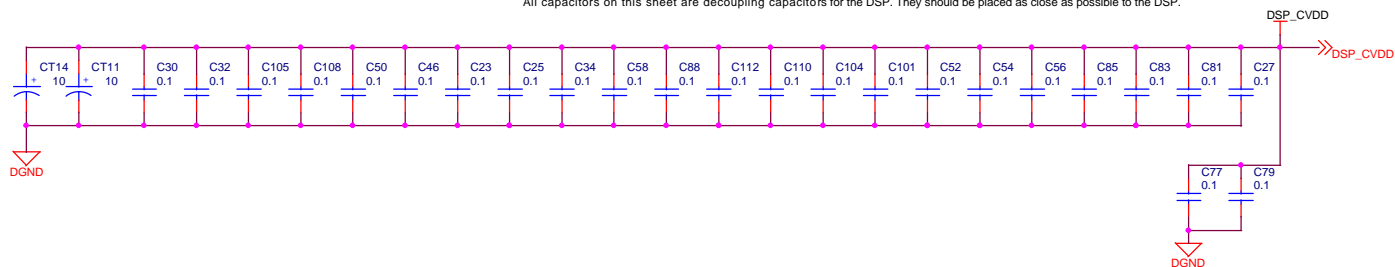 All capacitors on this sheet are decoupling capacitors for the DSP. They should be placed as close as possible to the DSP.
DSP_CVDD
DSP_CVDD
CT14 CT11 C30 C32 C105 C108 C50 C46 C23 C25 C34 C58 C88 C112 C110 C104 C101 C52 C54 C56 C85 C83 C81 C27
+ 10 + 10 0.1 0.1 0.1 0.1 0.1 0.1 0.1 0.1 0.1 0.1 0.1 0.1 0.1 0.1 0.1 0.1 0.1 0.1 0.1 0.1 0.1 0.1
DGND
C77 C79
0.1 0.1
DGND